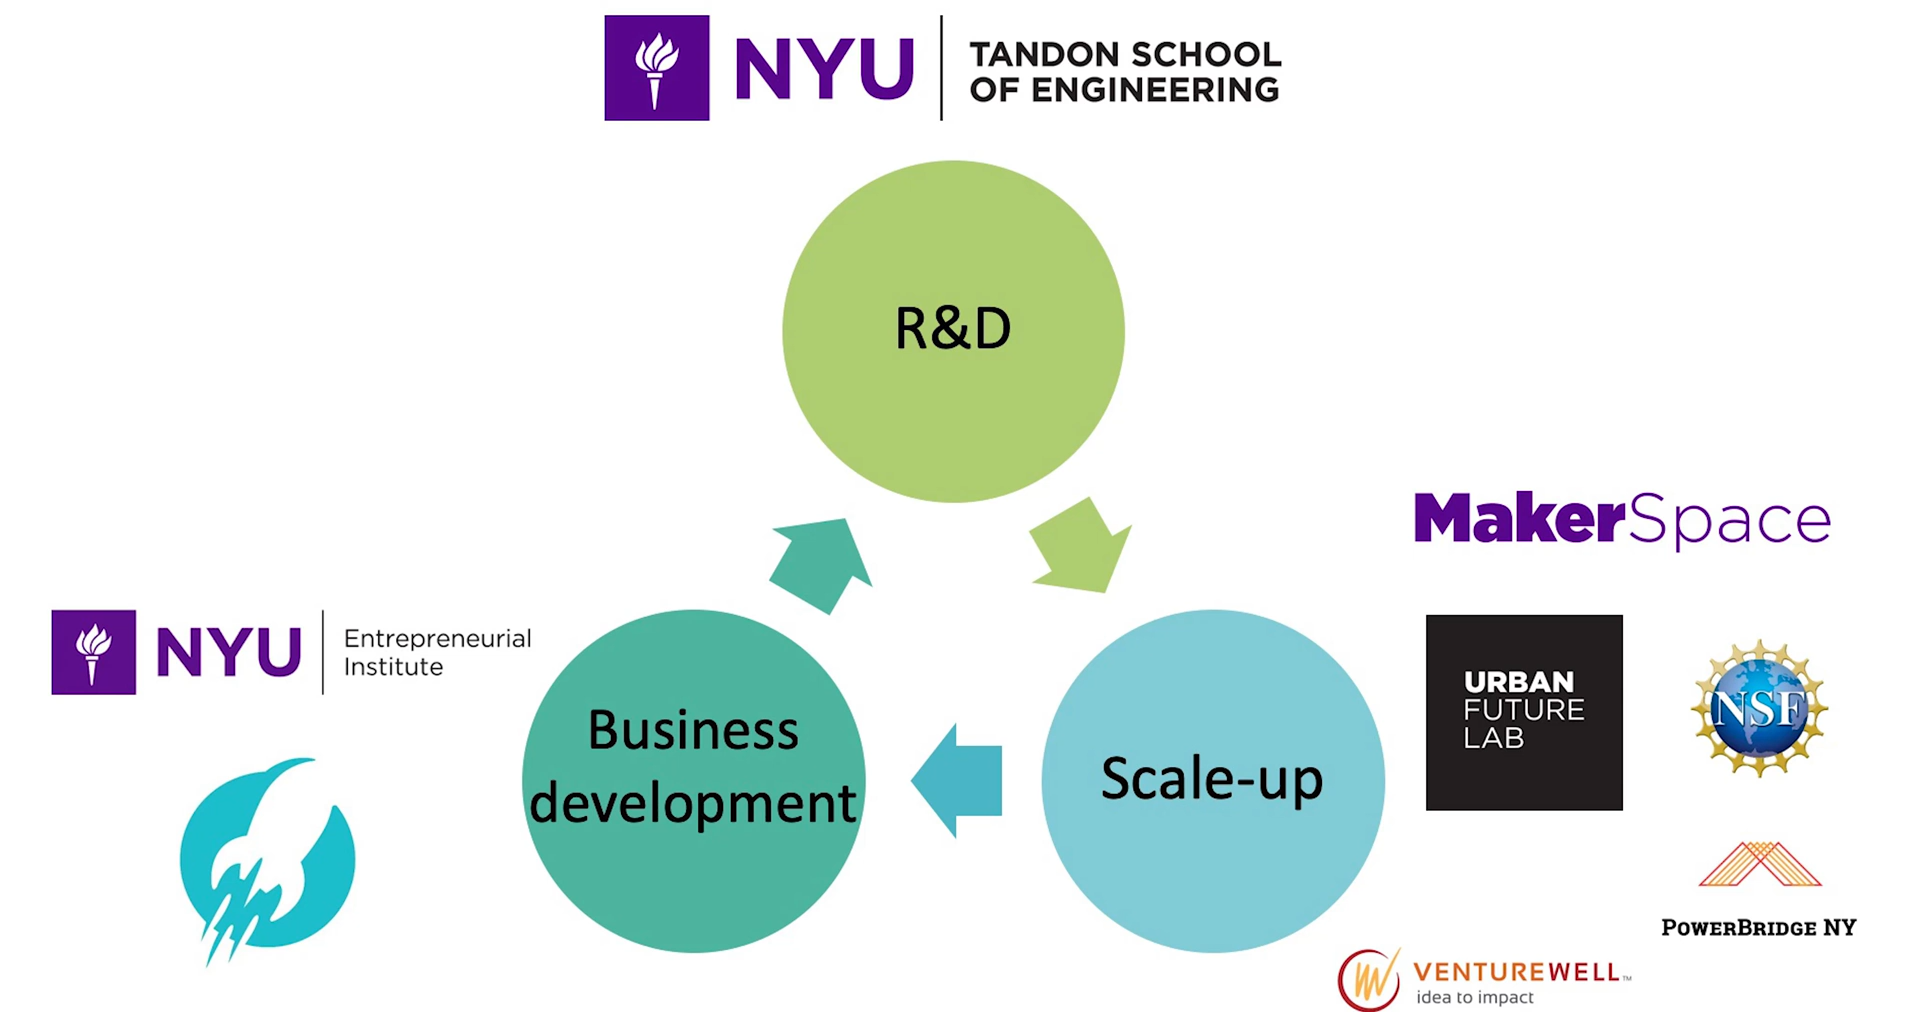 NYU
TANDON SCHOOL
OF ENGINEERING
R&D
MakerSpace
NYU
Entrepreneurial
Institute
Business
development
Scale-up
URBAN
FUTURE
LAB
NSF
POWERBRIDGE NY
VENTUREWELL™
idea to impact